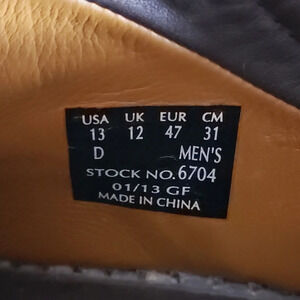 USA UK EUR CM
13 12 47 31
D MEN'S
STOCK NO.6704
01/13 GF
MADE IN CHINA